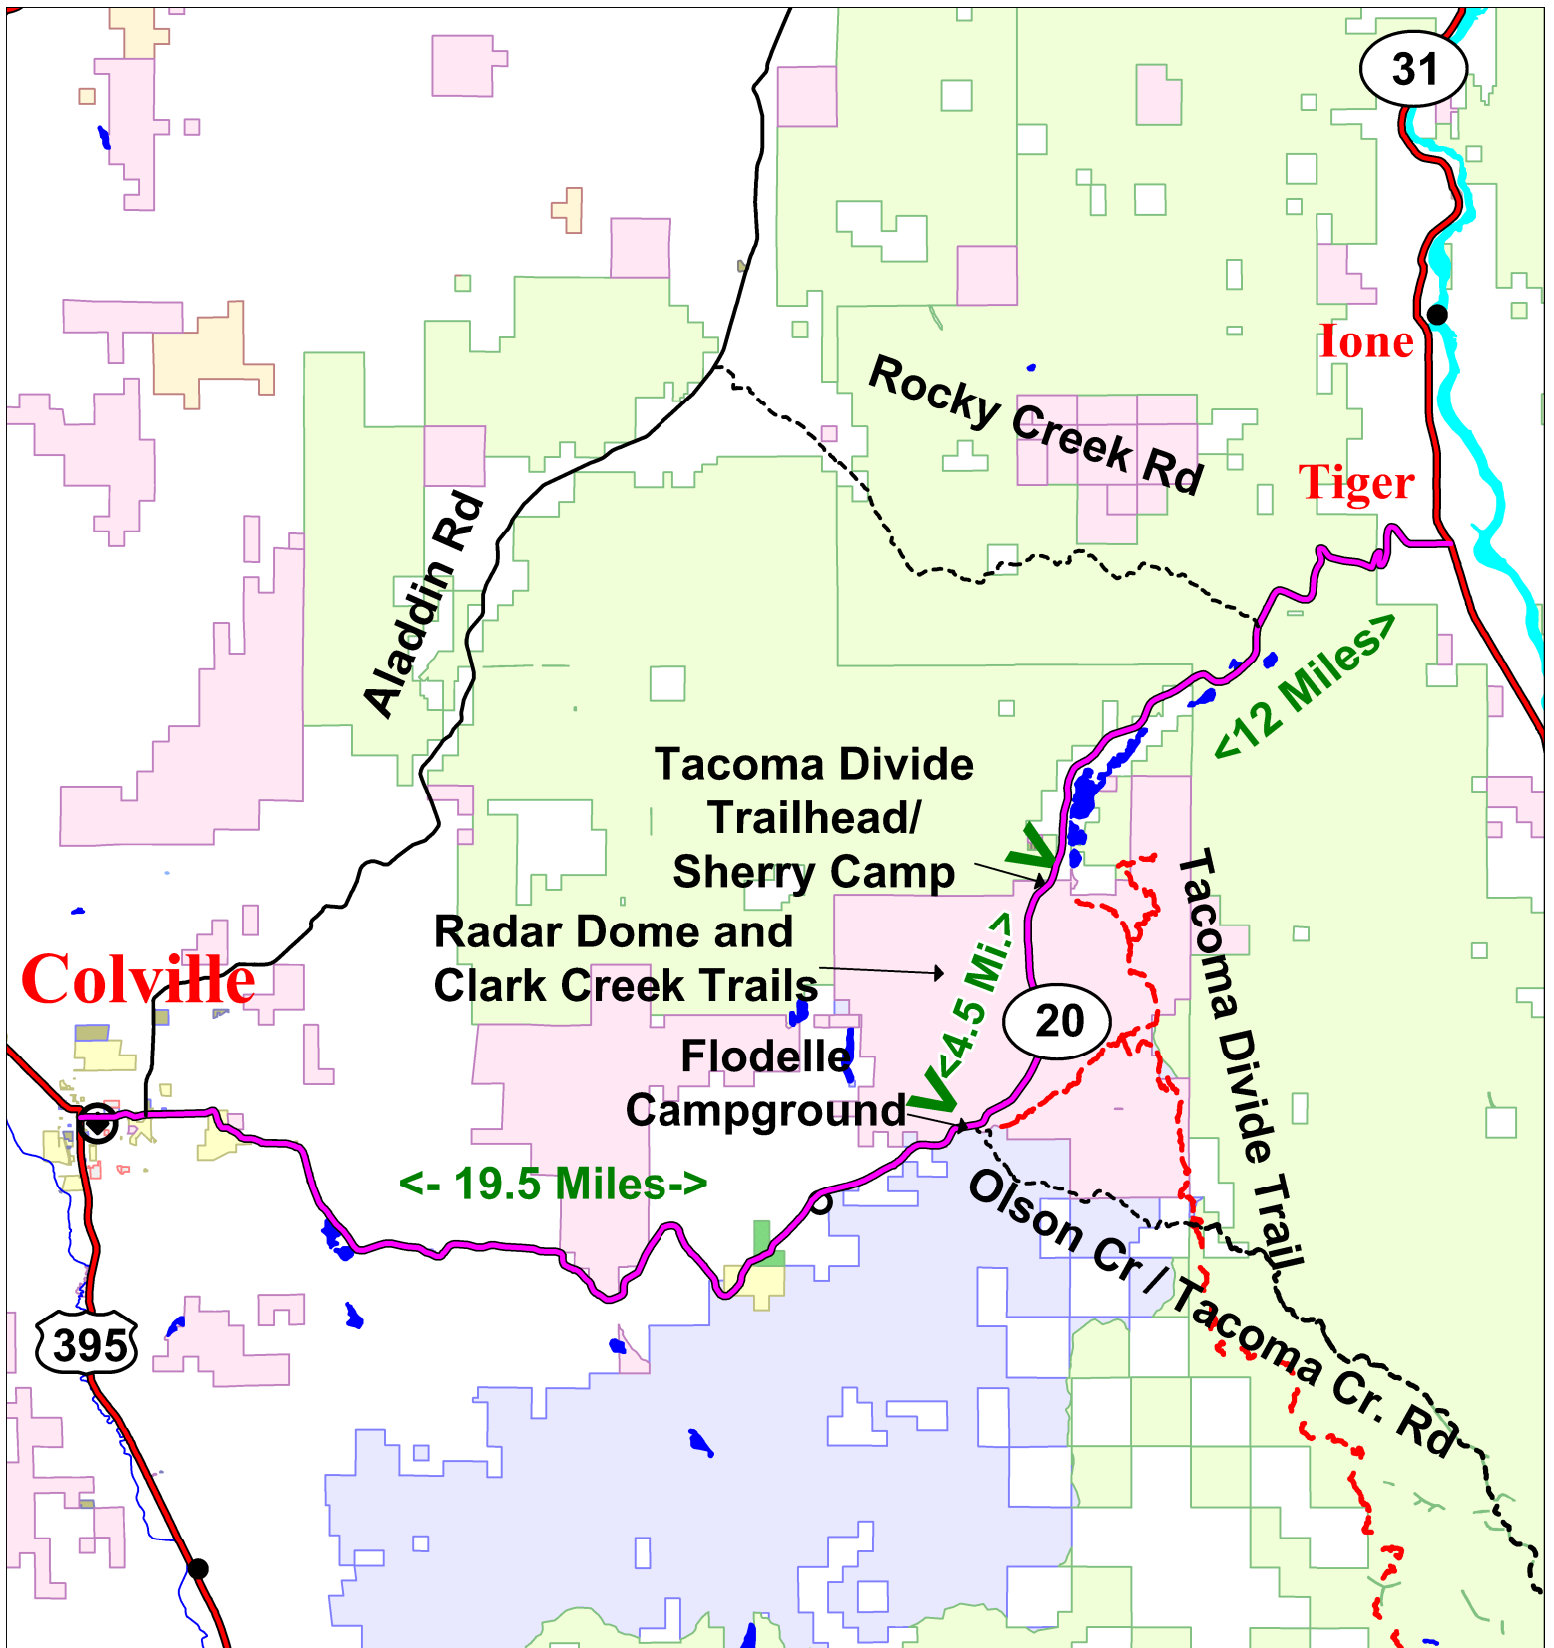 31
Ione
Rocky Creek Rd
Tiger
Aladdin Rd
<12 Miles>
Tacoma Divide
Trailhead/
Sherry Camp
V
Radar Dome and
Clark Creek Trails
<4.5 Mi.>
Tacoma Divide Trail
Colville
20
Flodelle
Campground
V
<- 19.5 Miles->
Olson Cr / Tacoma Cr. Rd
395